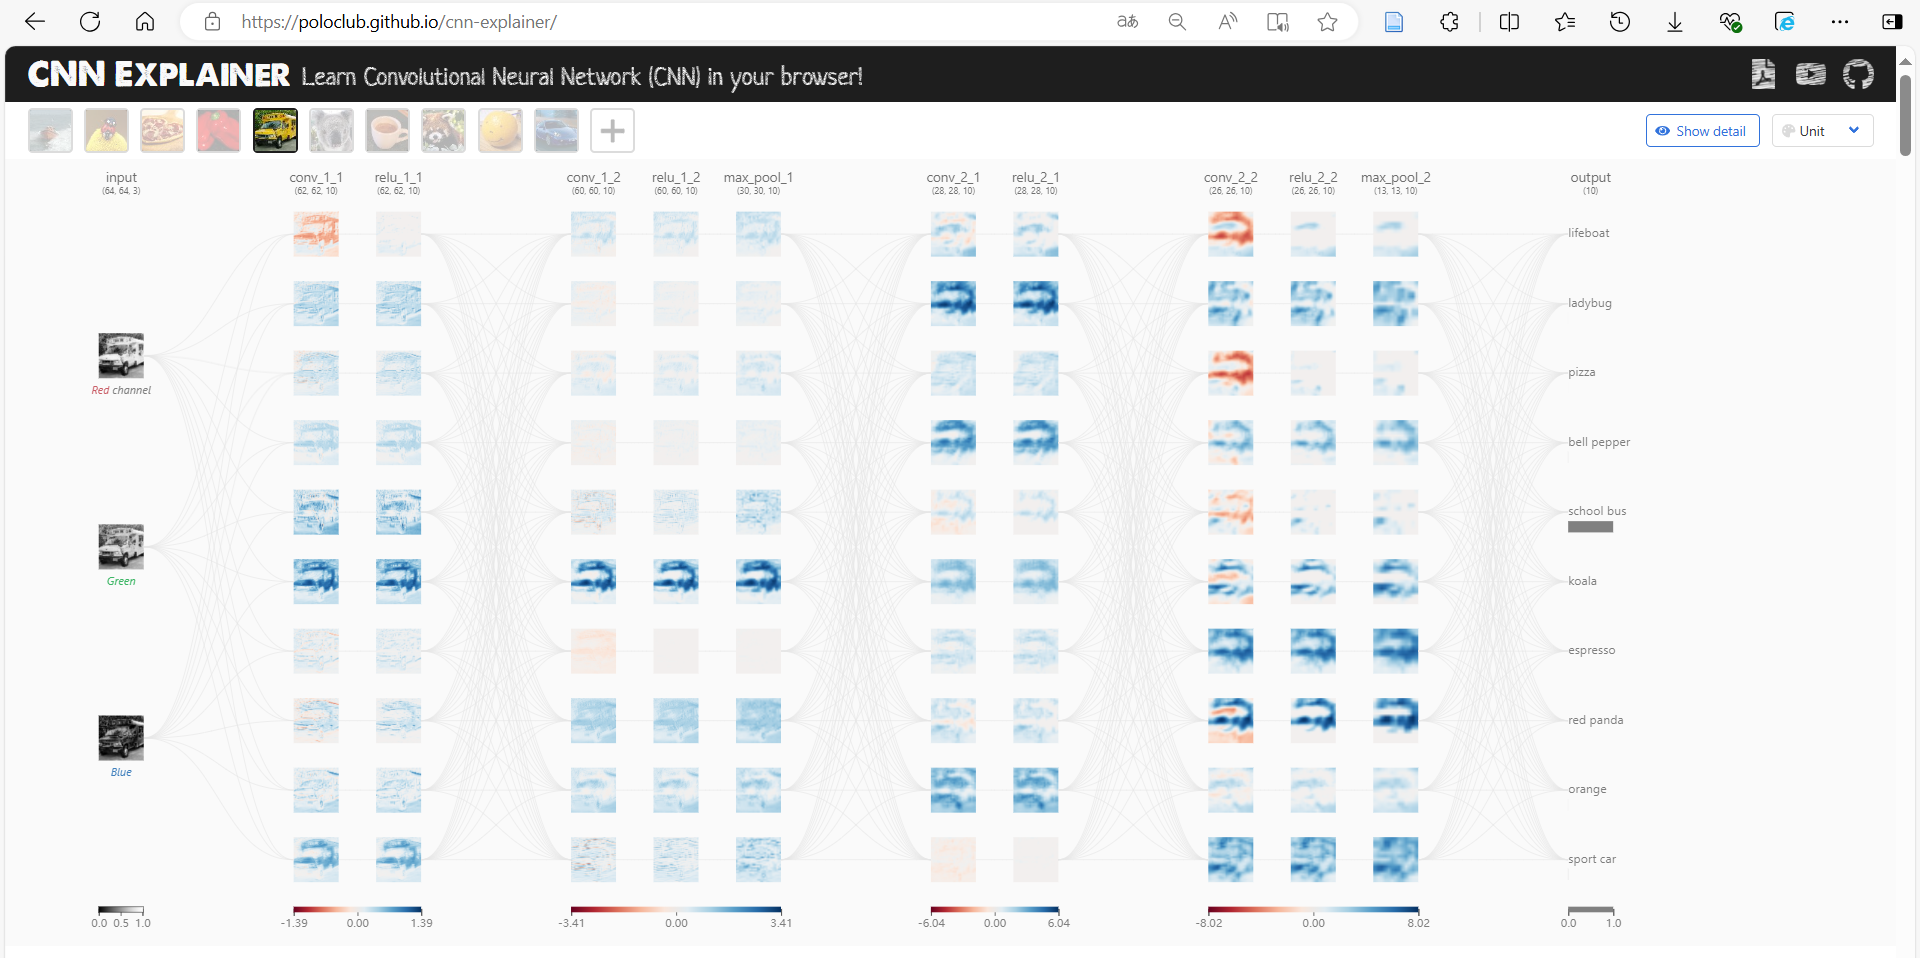 https://poloclub.github.io/cnn-explainer/
CNN EXPLAINER Learn Convolutional Neural Network (CNN) in your browser!
Show detail
Unit
input conv_1_1 relu_1_1 conv_1_2 relu_1_2 max_pool_1 conv_2_1 relu_2_1 conv_2_2 relu_2_2 max_pool_2 output
(64, 64, 3) (62, 62, 10) (62, 62, 10) (60, 60, 10) (60, 60, 10) (30, 30, 10) (28, 28, 10) (28, 28, 10) (26, 26, 10) (26, 26, 10) (13, 13, 10) (10)
lifeboat
ladybug
pizza
Red channel
bell pepper
school bus
Green
koala
espresso
red panda
Blue
orange
sport car
0.0 0.5 1.0 -1.39 0.00 1.39 -3.41 0.00 3.41 -6.04 0.00 6.04 -8.02 0.00 8.02 0.0 1.0